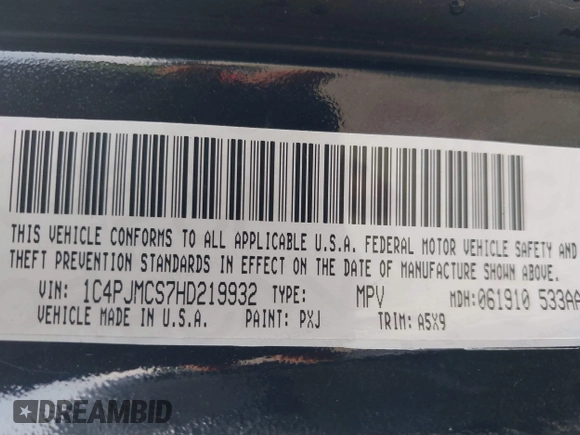 THIS VEHICLE CONFORMS TO ALL APPLICABLE U.S.A. FEDERAL MOTOR VEHICLE SAFETY AND
THEFT PREVENTION STANDARDS IN EFFECT ON THE DATE OF MANUFACTURE SHOWN ABOVE.
VIN: 1C4PJMCS7HD219932 TYPE: MPV MDH: 061910 533AA
VEHICLE MADE IN U.S.A. PAINT: PXJ TRIM: A5X9
DREAMBID